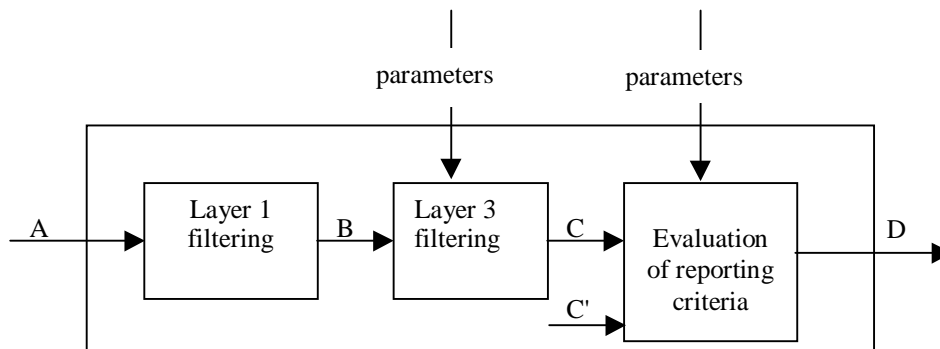 parameters
parameters
A
Layer 1
filtering
B
Layer 3
filtering
C
C'
Evaluation
of reporting
criteria
D